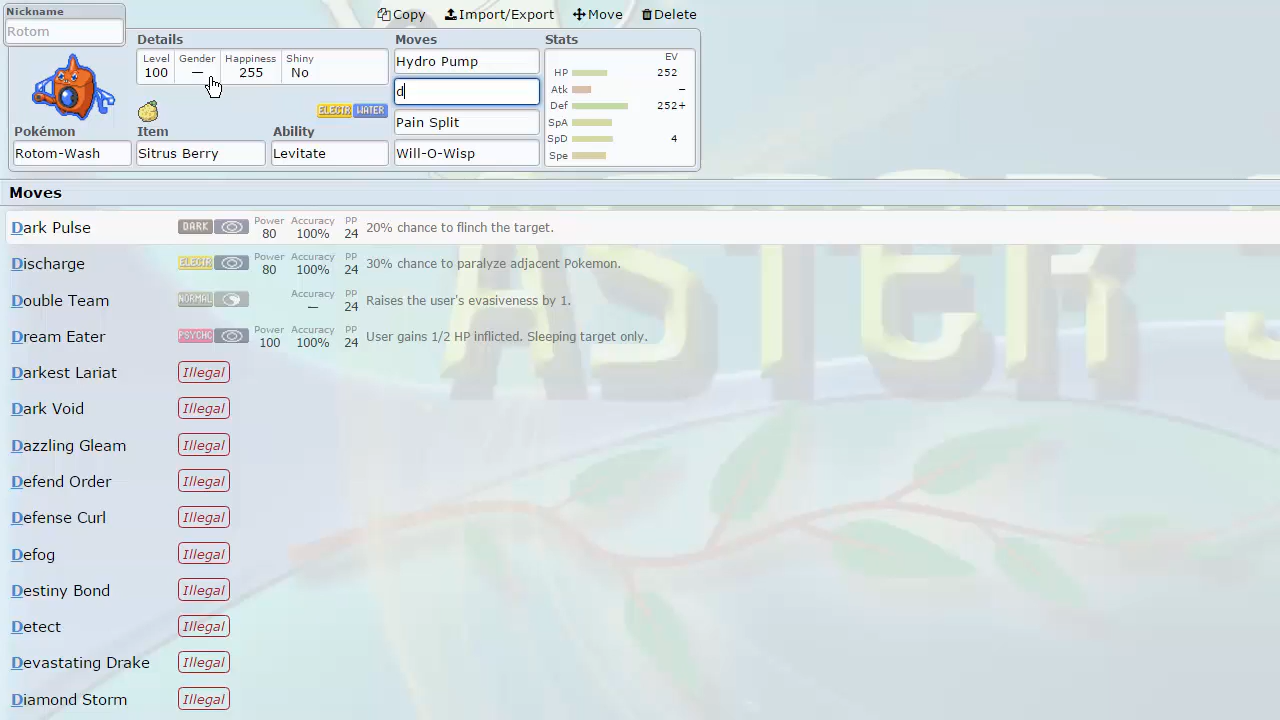 Nickname
Rotom
Copy Import/Export Move Delete
Details
Level Gender Happiness Shiny
100 — 255 No
ELECTR WATER
Pokémon Item Ability
Rotom-Wash Sitrus Berry Levitate
Moves
Hydro Pump
d
Pain Split
Will-O-Wisp
Stats
EV
HP 252
Atk –
Def 252+
SpA
SpD 4
Spe
Moves
Dark Pulse DARK Power 80 Accuracy 100% PP 24 20% chance to flinch the target.
Discharge ELECTR Power 80 Accuracy 100% PP 24 30% chance to paralyze adjacent Pokemon.
Double Team NORMAL Accuracy — PP 24 Raises the user's evasiveness by 1.
Dream Eater PSYCHC Power 100 Accuracy 100% PP 24 User gains 1/2 HP inflicted. Sleeping target only.
Darkest Lariat Illegal
Dark Void Illegal
Dazzling Gleam Illegal
Defend Order Illegal
Defense Curl Illegal
Defog Illegal
Destiny Bond Illegal
Detect Illegal
Devastating Drake Illegal
Diamond Storm Illegal
ASTER